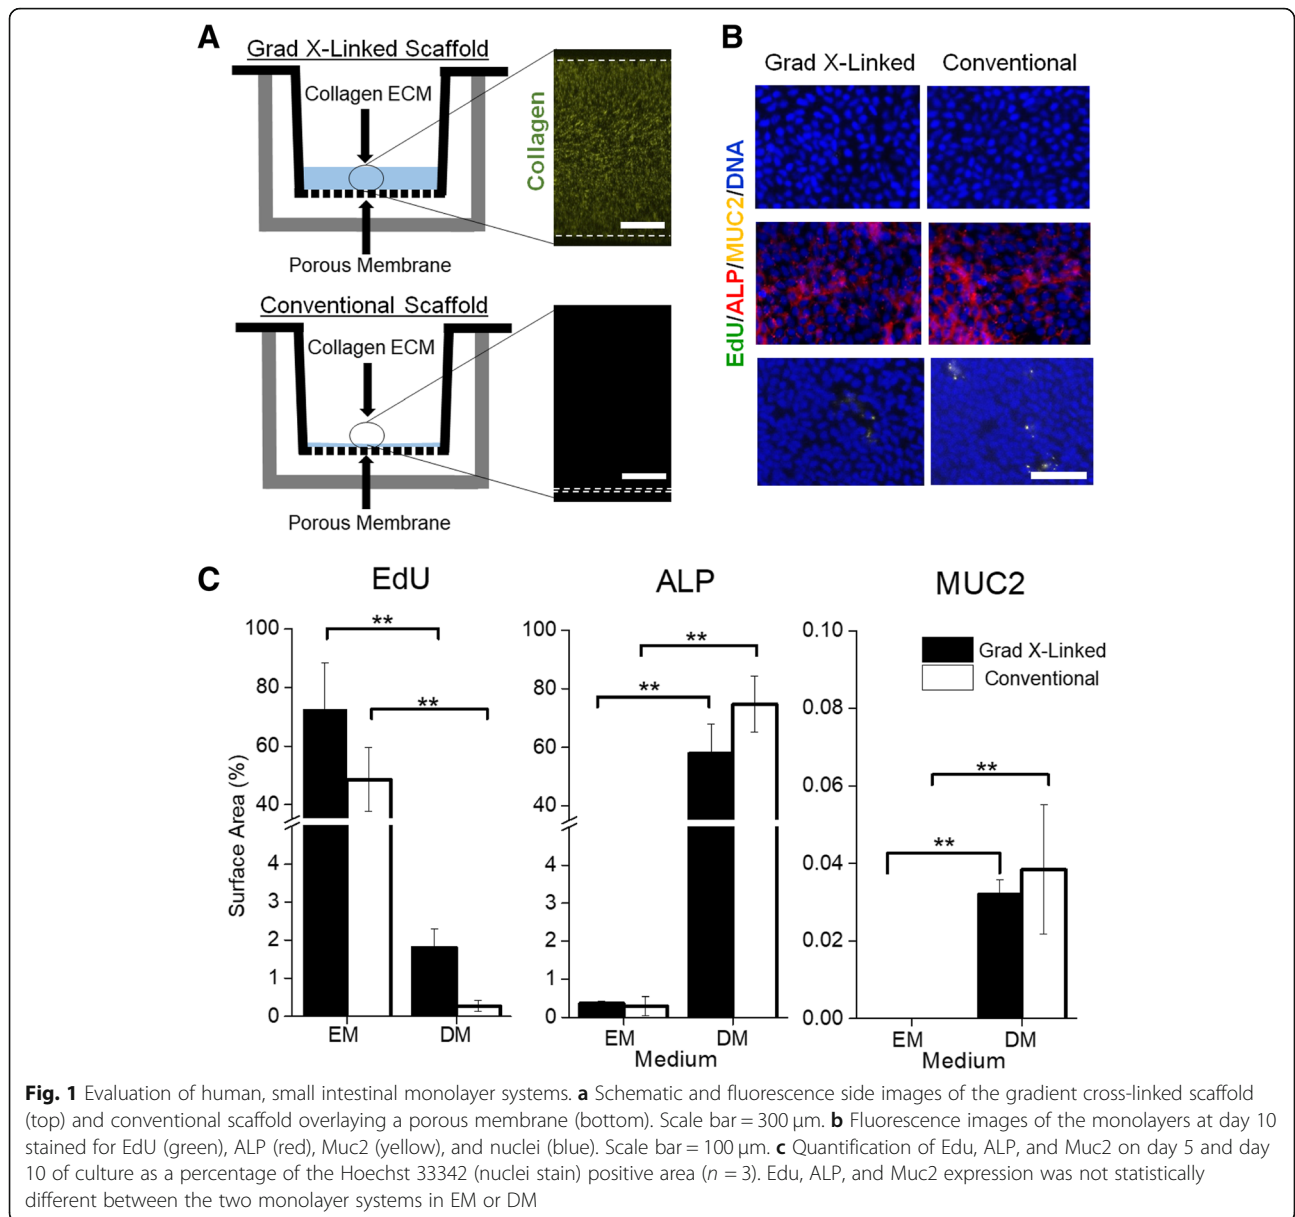 A
Grad X-Linked Scaffold
Collagen ECM
Porous Membrane
Collagen
Conventional Scaffold
Collagen ECM
Porous Membrane
B
Grad X-Linked Conventional
EdU/ALP/MUC2/DNA
C
EdU
Surface Area (%)
100
80
60
40
4
3
2
1
0
**
**
EM DM
ALP
100
80
60
40
4
3
2
1
0
**
**
EM DM
Medium
MUC2
0.10
0.08
0.06
0.04
0.02
0.00
**
**
Grad X-Linked
Conventional
EM DM
Medium
Fig. 1 Evaluation of human, small intestinal monolayer systems. a Schematic and fluorescence side images of the gradient cross-linked scaffold
(top) and conventional scaffold overlaying a porous membrane (bottom). Scale bar = 300 μm. b Fluorescence images of the monolayers at day 10
stained for EdU (green), ALP (red), Muc2 (yellow), and nuclei (blue). Scale bar = 100 μm. c Quantification of Edu, ALP, and Muc2 on day 5 and day
10 of culture as a percentage of the Hoechst 33342 (nuclei stain) positive area (n = 3). Edu, ALP, and Muc2 expression was not statistically
different between the two monolayer systems in EM or DM